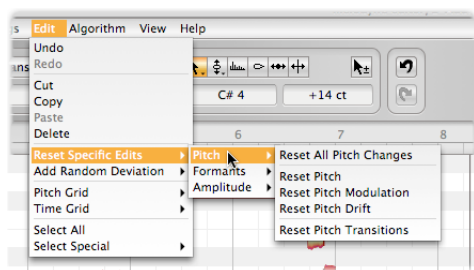 s Edit Algorithm View Help
Undo
Redo
Cut
Copy
Paste
Delete
Reset Specific Edits
Add Random Deviation
Pitch Grid
Time Grid
Select All
Select Special
Pitch
Formants
Amplitude
Reset All Pitch Changes
Reset Pitch
Reset Pitch Modulation
Reset Pitch Drift
Reset Pitch Transitions
ans
C# 4 +14 ct
6 7 8